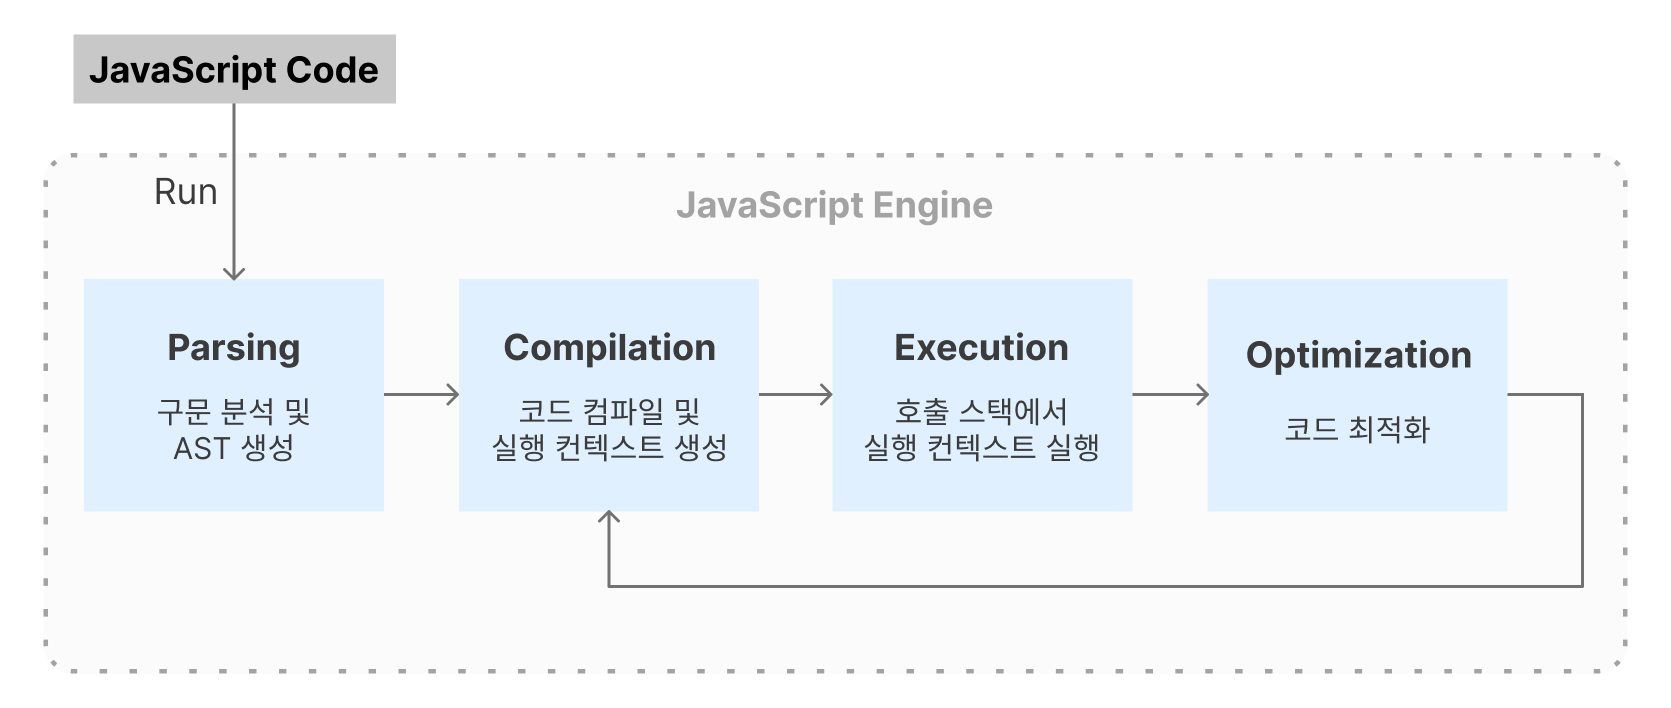 JavaScript Code
Run
JavaScript Engine
Parsing
구문 분석 및
AST 생성
Compilation
코드 컴파일 및
실행 컨텍스트 생성
Execution
호출 스택에서
실행 컨텍스트 실행
Optimization
코드 최적화